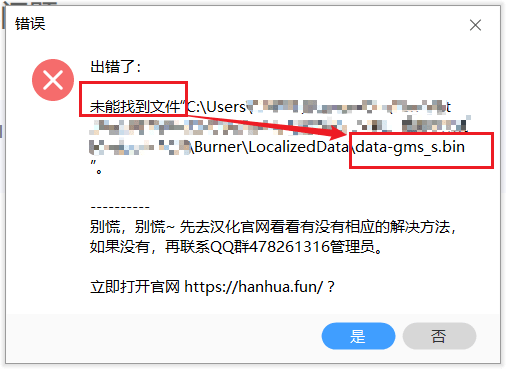 错误
出错了：
未能找到文件“C:\Users
\Burner\LocalizedData\data-gms_s.bin
”。
----------
别慌，别慌~ 先去汉化官网看看有没有相应的解决方法，
如果没有，再联系QQ群478261316管理员。
立即打开官网 https://hanhua.fun/ ?
是
否